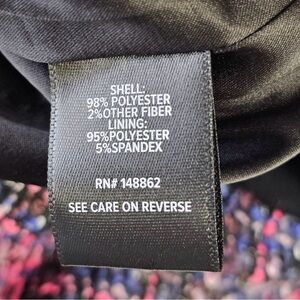 SHELL:
98% POLYESTER
2%OTHER FIBER
LINING:
95%POLYESTER
5%SPANDEX
RN# 148862
SEE CARE ON REVERSE